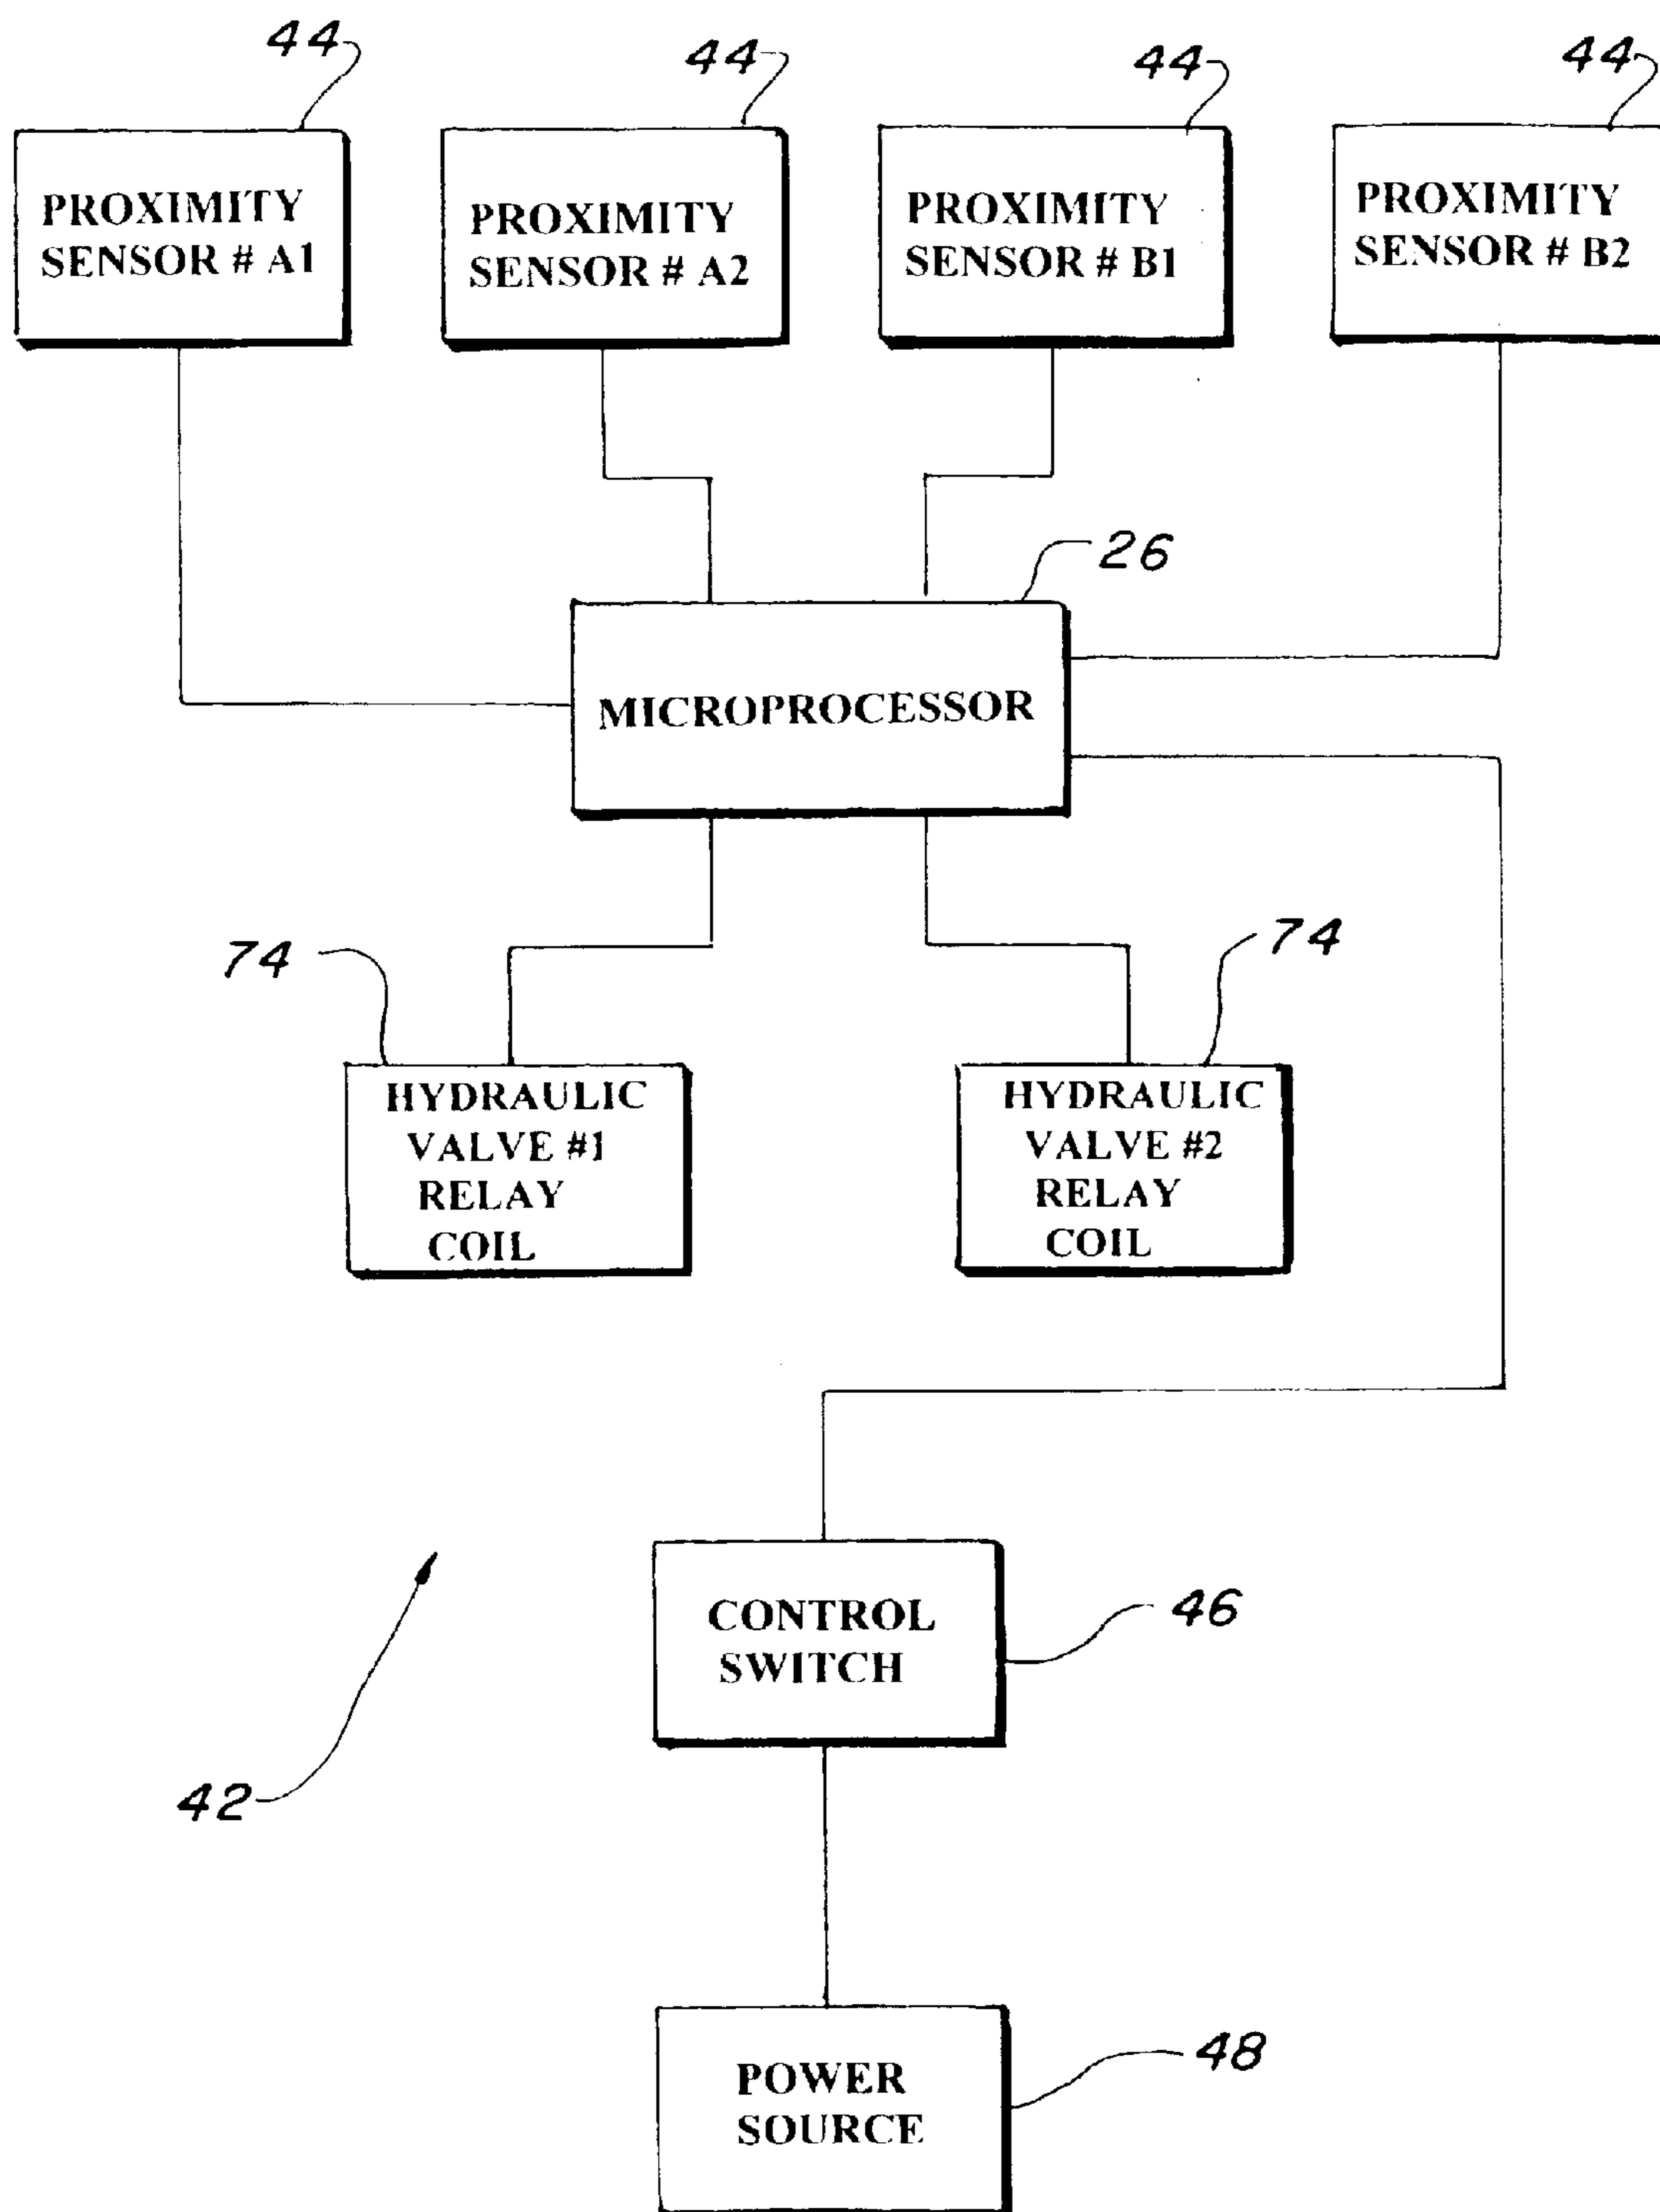 44
44
44
44
PROXIMITY
SENSOR # A1
PROXIMITY
SENSOR # A2
PROXIMITY
SENSOR # B1
PROXIMITY
SENSOR # B2
26
MICROPROCESSOR
74
74
HYDRAULIC
VALVE #1
RELAY
COIL
HYDRAULIC
VALVE #2
RELAY
COIL
CONTROL
SWITCH
46
42
POWER
SOURCE
48